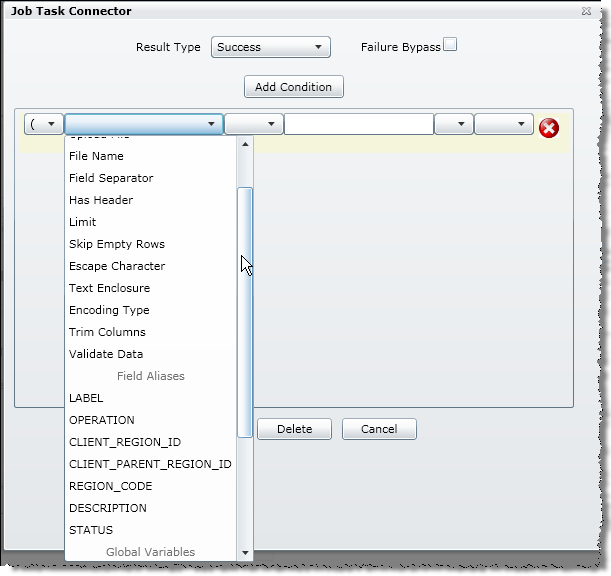 Job Task Connector
Result Type Success Failure Bypass
Add Condition
(
File Name
Field Separator
Has Header
Limit
Skip Empty Rows
Escape Character
Text Enclosure
Encoding Type
Trim Columns
Validate Data
Field Aliases
LABEL
OPERATION
CLIENT_REGION_ID
CLIENT_PARENT_REGION_ID
REGION_CODE
DESCRIPTION
STATUS
Global Variables
Delete Cancel